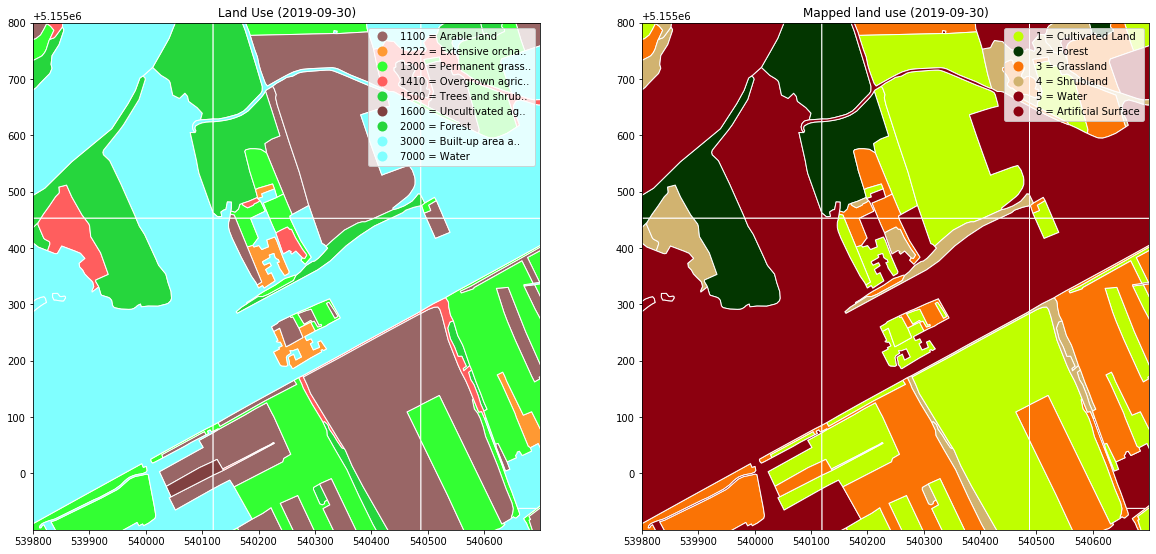 Land Use (2019-09-30)
+5.155e6
800
700
600
500
400
300
200
100
0
539800
539900
540000
540100
540200
540300
540400
540500
540600
1100 = Arable land
1222 = Extensive orcha..
1300 = Permanent grass..
1410 = Overgrown agric..
1500 = Trees and shrub..
1600 = Uncultivated ag..
2000 = Forest
3000 = Built-up area a..
7000 = Water
Mapped land use (2019-09-30)
+5.155e6
800
700
600
500
400
300
200
100
0
539800
539900
540000
540100
540200
540300
540400
540500
540600
1 = Cultivated Land
2 = Forest
3 = Grassland
4 = Shrubland
5 = Water
8 = Artificial Surface